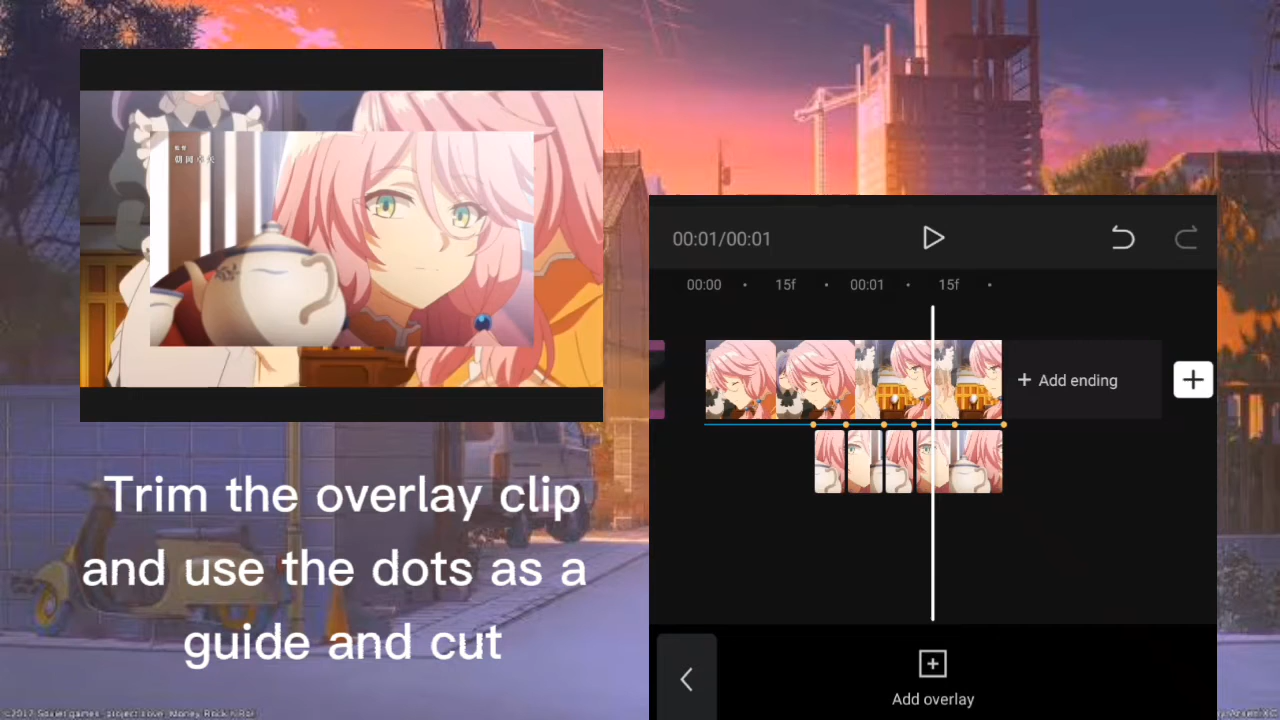 00:01/00:01
00:00 15f 00:01 15f
+ Add ending
Trim the overlay clip
and use the dots as a
guide and cut
Add overlay